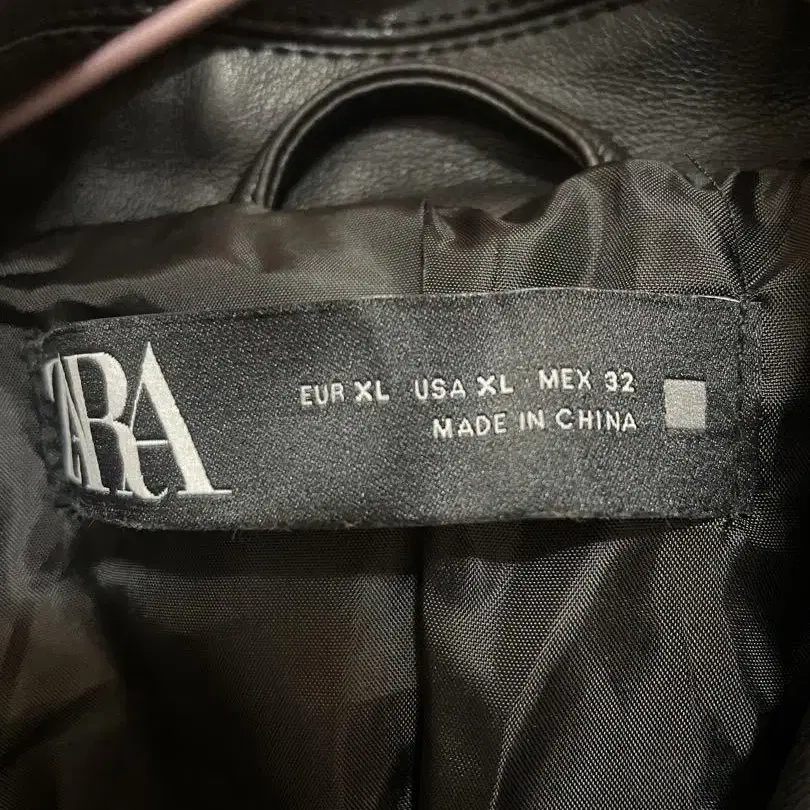 ZARA
EUR XL USA XL MEX 32
MADE IN CHINA